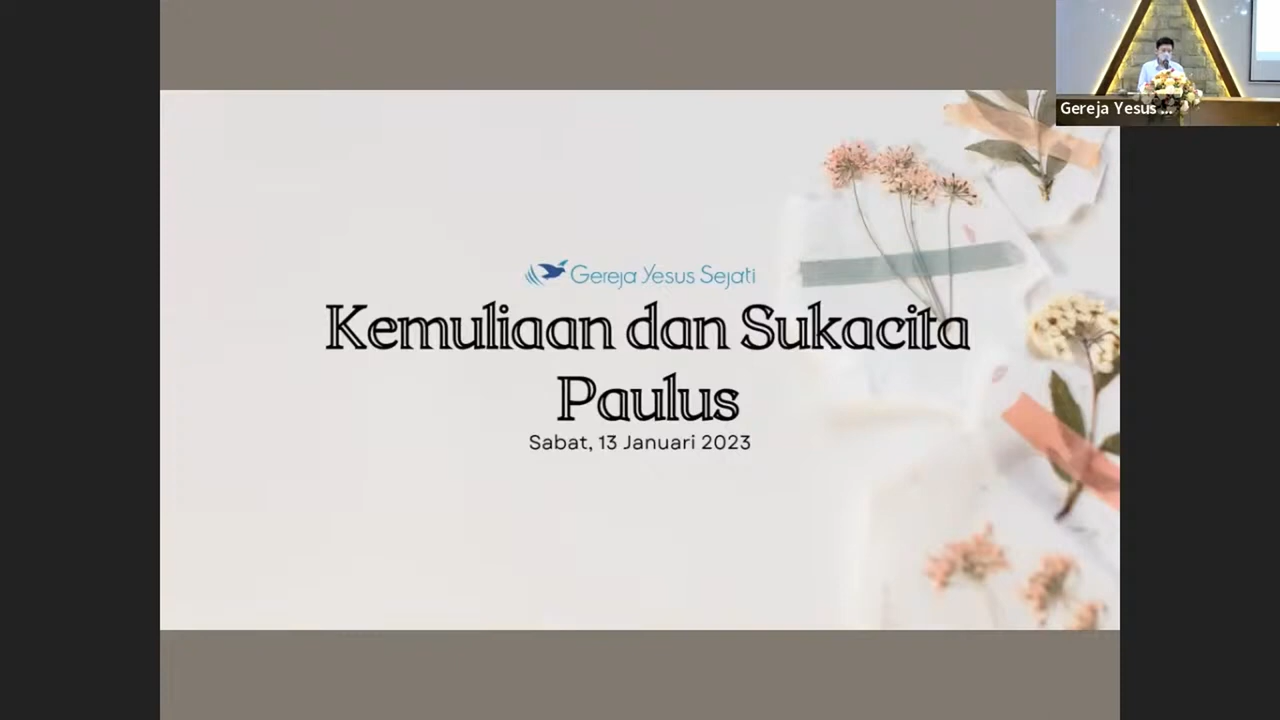 Gereja Yesus ...
Gereja Yesus Sejati
Kemuliaan dan Sukacita
Paulus
Sabat, 13 Januari 2023